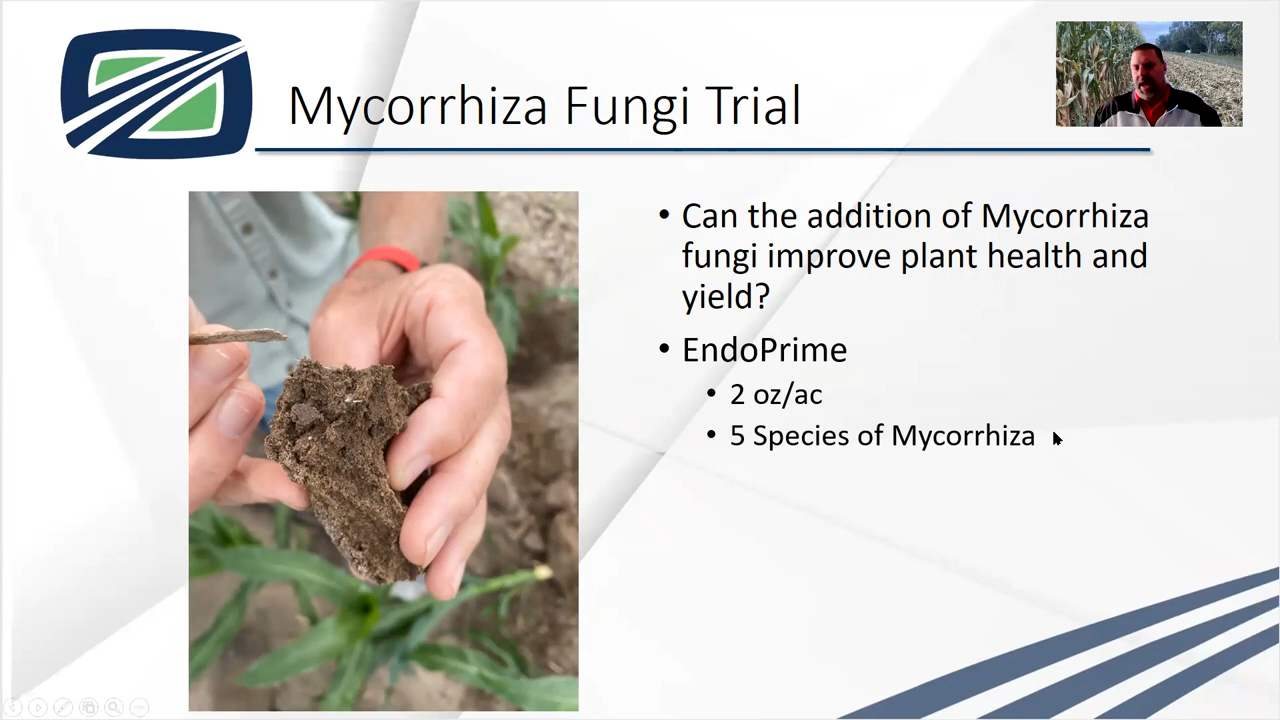 Mycorrhiza Fungi Trial
• Can the addition of Mycorrhiza
fungi improve plant health and
yield?
• EndoPrime
• 2 oz/ac
• 5 Species of Mycorrhiza